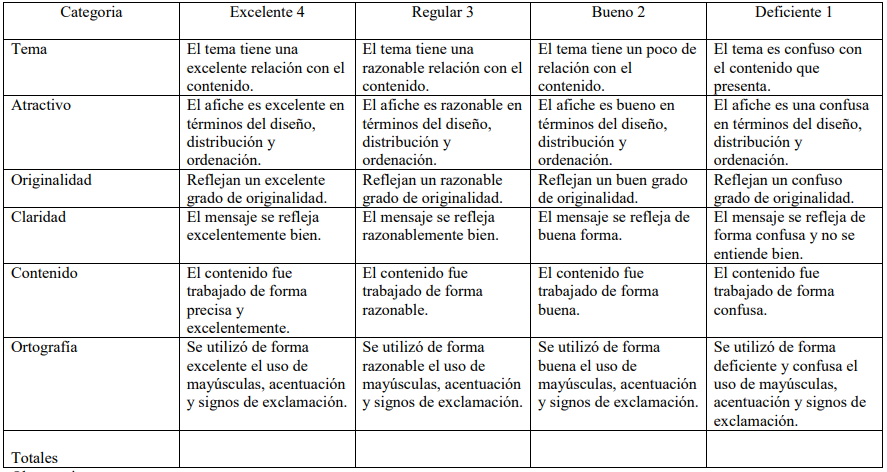 Categoria Excelente 4 Regular 3 Bueno 2 Deficiente 1
Tema El tema tiene una El tema tiene una El tema tiene un poco de El tema es confuso con
excelente relación con el razonable relación con el relación con el el contenido que
contenido. contenido. contenido. presenta.
Atractivo El afiche es excelente en El afiche es razonable en El afiche es bueno en El afiche es una confusa
términos del diseño, términos del diseño, términos del diseño, en términos del diseño,
distribución y distribución y distribución y distribución y
ordenación. ordenación. ordenación. ordenación.
Originalidad Reflejan un excelente Reflejan un razonable Reflejan un buen grado Reflejan un confuso
grado de originalidad. grado de originalidad. de originalidad. grado de originalidad.
Claridad El mensaje se refleja El mensaje se refleja El mensaje se refleja de El mensaje se refleja de
excelentemente bien. razonablemente bien. buena forma. forma confusa y no se
entiende bien.
Contenido El contenido fue El contenido fue El contenido fue El contenido fue
trabajado de forma trabajado de forma trabajado de forma trabajado de forma
precisa y razonable. buena. confusa.
excelentemente.
Ortografía Se utilizó de forma Se utilizó de forma Se utilizó de forma Se utilizó de forma
excelente el uso de razonable el uso de buena el uso de deficiente y confusa el
mayúsculas, acentuación mayúsculas, acentuación mayúsculas, acentuación uso de mayúsculas,
y signos de exclamación. y signos de exclamación. y signos de exclamación. acentuación y signos de
exclamación.
Totales